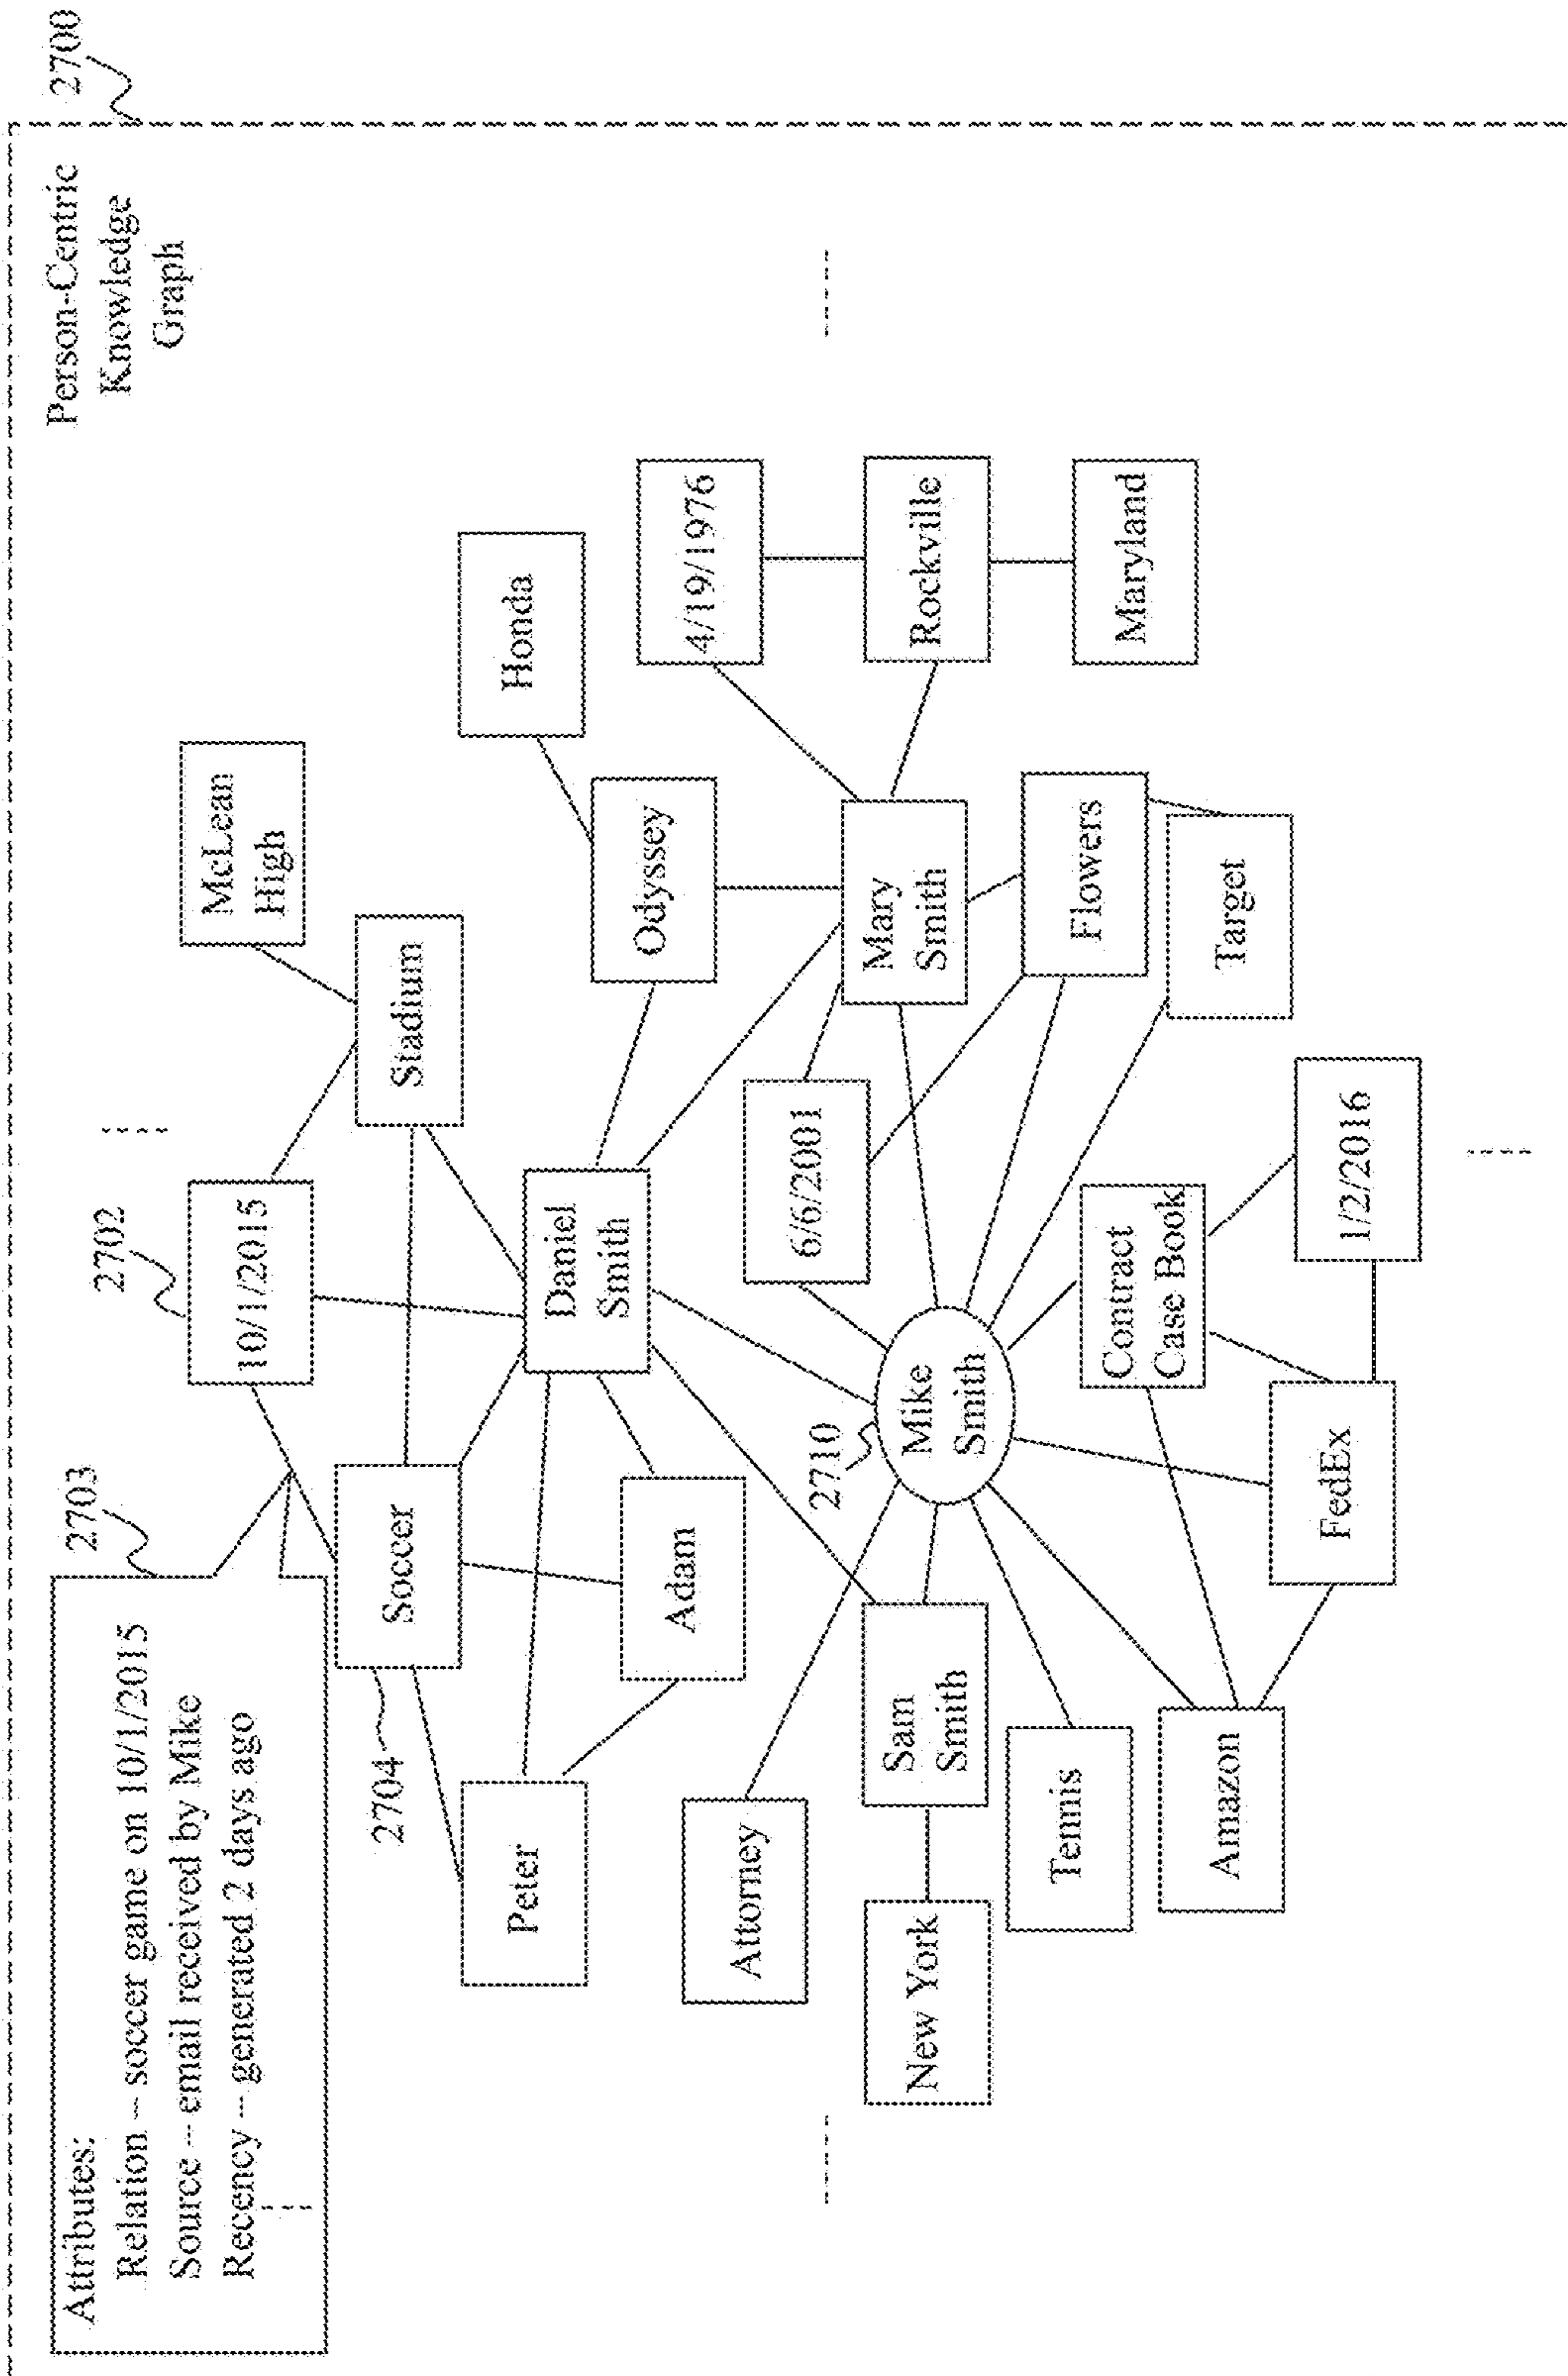 2700
Person-Centric
Knowledge
Graph
Attributes:
Relation -- soccer game on 10/1/2015
Source -- email received by Mike
Recency -- generated 2 days ago
2703
2702
10/1/2015
McLean
High
Stadium
Soccer
2704
Honda
Peter
Daniel
Smith
Odyssey
Adam
4/19/1976
Attorney
6/6/2001
2710
Mike
Smith
Mary
Smith
Rockville
New York
Sam
Smith
Flowers
Maryland
Tennis
Contract
Case Book
Target
Amazon
FedEx
1/2/2016